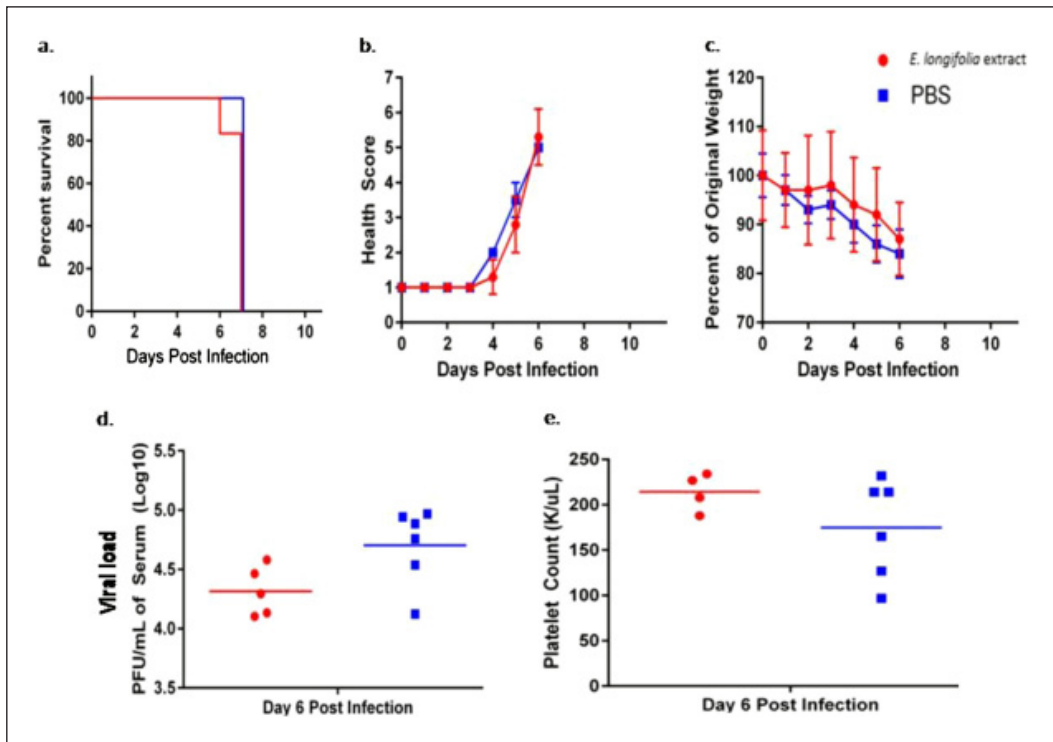 a.
b.
c.
E. longifolia extract
PBS
Percent survival
100
80
60
40
20
0
0 2 4 6 8 10
Days Post Infection
Health Score
7
6
5
4
3
2
1
0
0 2 4 6 8 10
Days Post Infection
Percent of Original Weight
120
110
100
90
80
70
0 2 4 6 8 10
Days Post Infection
d.
e.
Viral load
PFU/mL of Serum (Log10)
5.5
5.0
4.5
4.0
3.5
Day 6 Post Infection
Platelet Count (K/uL)
250
200
150
100
50
0
Day 6 Post Infection